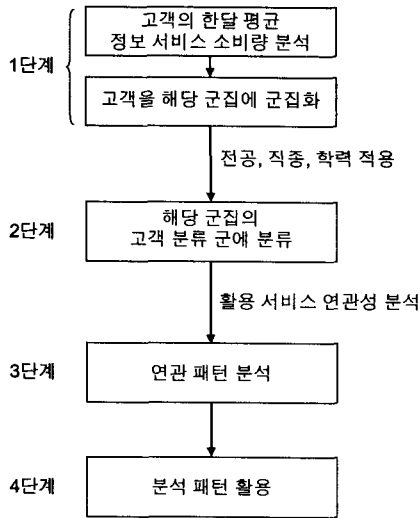 고객의 한달 평균
정보 서비스 소비량 분석
1단계
고객을 해당 군집에 군집화
전공, 직종, 학력 적용
해당 군집의
2단계
고객 분류 군에 분류
활용 서비스 연관성 분석
3단계
연관 패턴 분석
4단계
분석 패턴 활용